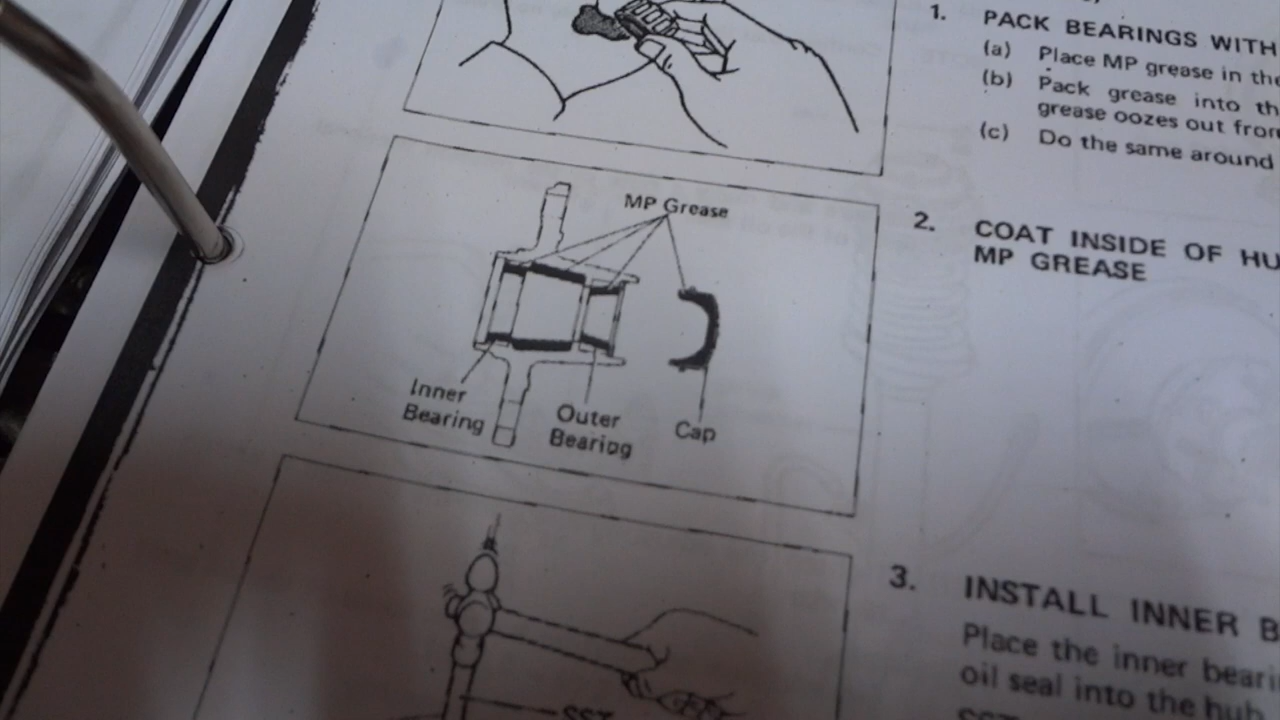 1. PACK BEARINGS WITH
(a) Place MP grease in the
(b) Pack grease into th
grease oozes out from
(c) Do the same around
MP Grease
Inner
Bearing
Outer
Bearing
Cap
2. COAT INSIDE OF HU
MP GREASE
3. INSTALL INNER B
Place the inner beari
oil seal into the hub
SST